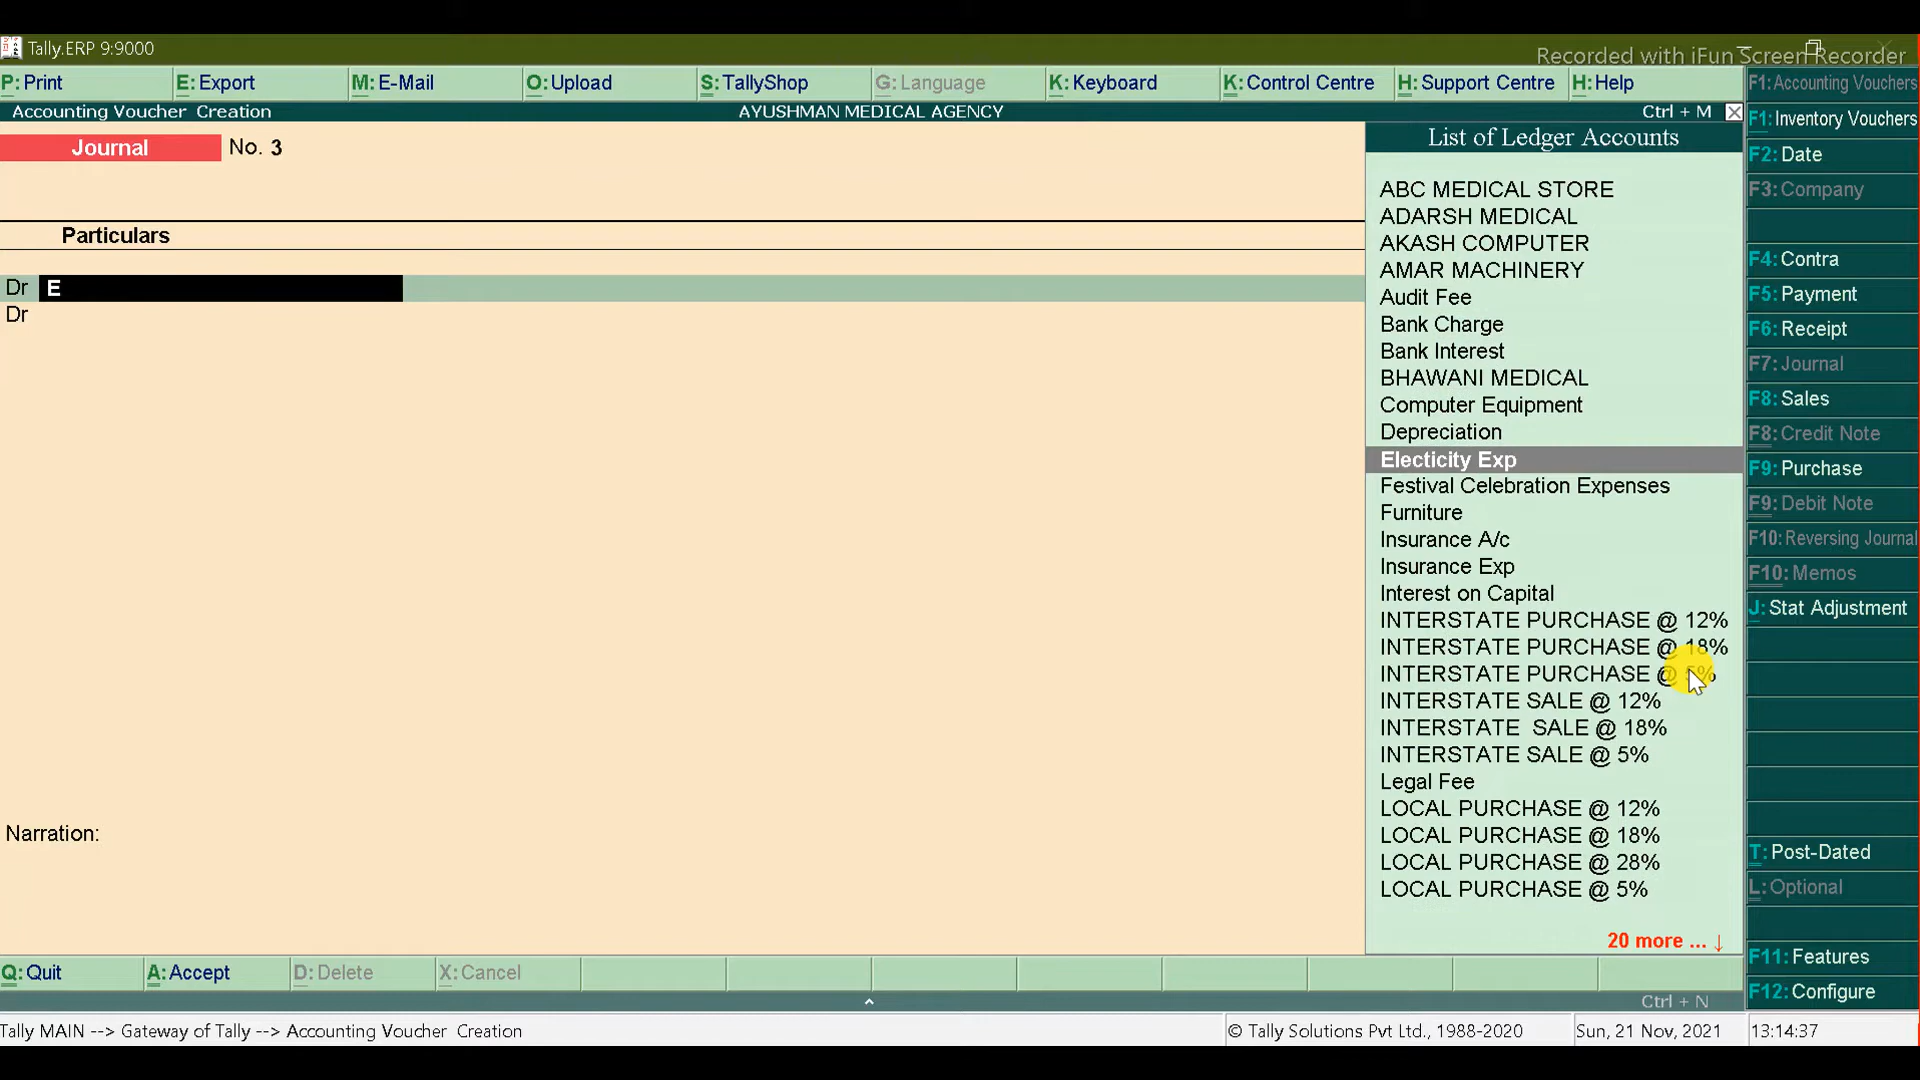 Tally.ERP 9:9000
Recorded with iFun Screen Recorder
P: Print
E: Export
M: E-Mail
O: Upload
S: TallyShop
G: Language
K: Keyboard
K: Control Centre
H: Support Centre
H: Help
Accounting Voucher Creation
AYUSHMAN MEDICAL AGENCY
Ctrl + M
Journal
No. 3
Particulars
Dr E
Dr
Narration:
List of Ledger Accounts
ABC MEDICAL STORE
ADARSH MEDICAL
AKASH COMPUTER
AMAR MACHINERY
Audit Fee
Bank Charge
Bank Interest
BHAWANI MEDICAL
Computer Equipment
Depreciation
Electicity Exp
Festival Celebration Expenses
Furniture
Insurance A/c
Insurance Exp
Interest on Capital
INTERSTATE PURCHASE @ 12%
INTERSTATE PURCHASE @ 18%
INTERSTATE PURCHASE @ 5%
INTERSTATE SALE @ 12%
INTERSTATE  SALE @ 18%
INTERSTATE SALE @ 5%
Legal Fee
LOCAL PURCHASE @ 12%
LOCAL PURCHASE @ 18%
LOCAL PURCHASE @ 28%
LOCAL PURCHASE @ 5%
20 more ... ↓
F1: Accounting Vouchers
F1: Inventory Vouchers
F2: Date
F3: Company
F4: Contra
F5: Payment
F6: Receipt
F7: Journal
F8: Sales
F8: Credit Note
F9: Purchase
F9: Debit Note
F10: Reversing Journal
F10: Memos
J: Stat Adjustment
T: Post-Dated
L: Optional
F11: Features
F12: Configure
Q: Quit
A: Accept
D: Delete
X: Cancel
Ctrl + N
Tally MAIN --> Gateway of Tally --> Accounting Voucher Creation
© Tally Solutions Pvt Ltd., 1988-2020
Sun, 21 Nov, 2021
13:14:37